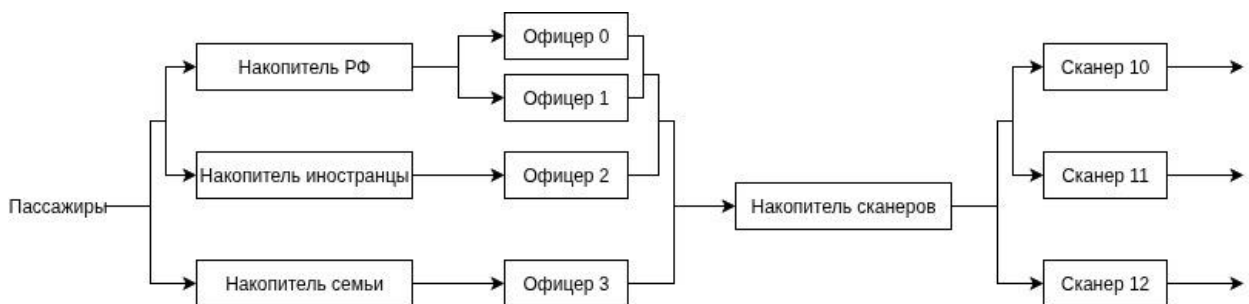 Пассажиры
Накопитель РФ
Накопитель иностранцы
Накопитель семьи
Офицер 0
Офицер 1
Офицер 2
Офицер 3
Накопитель сканеров
Сканер 10
Сканер 11
Сканер 12